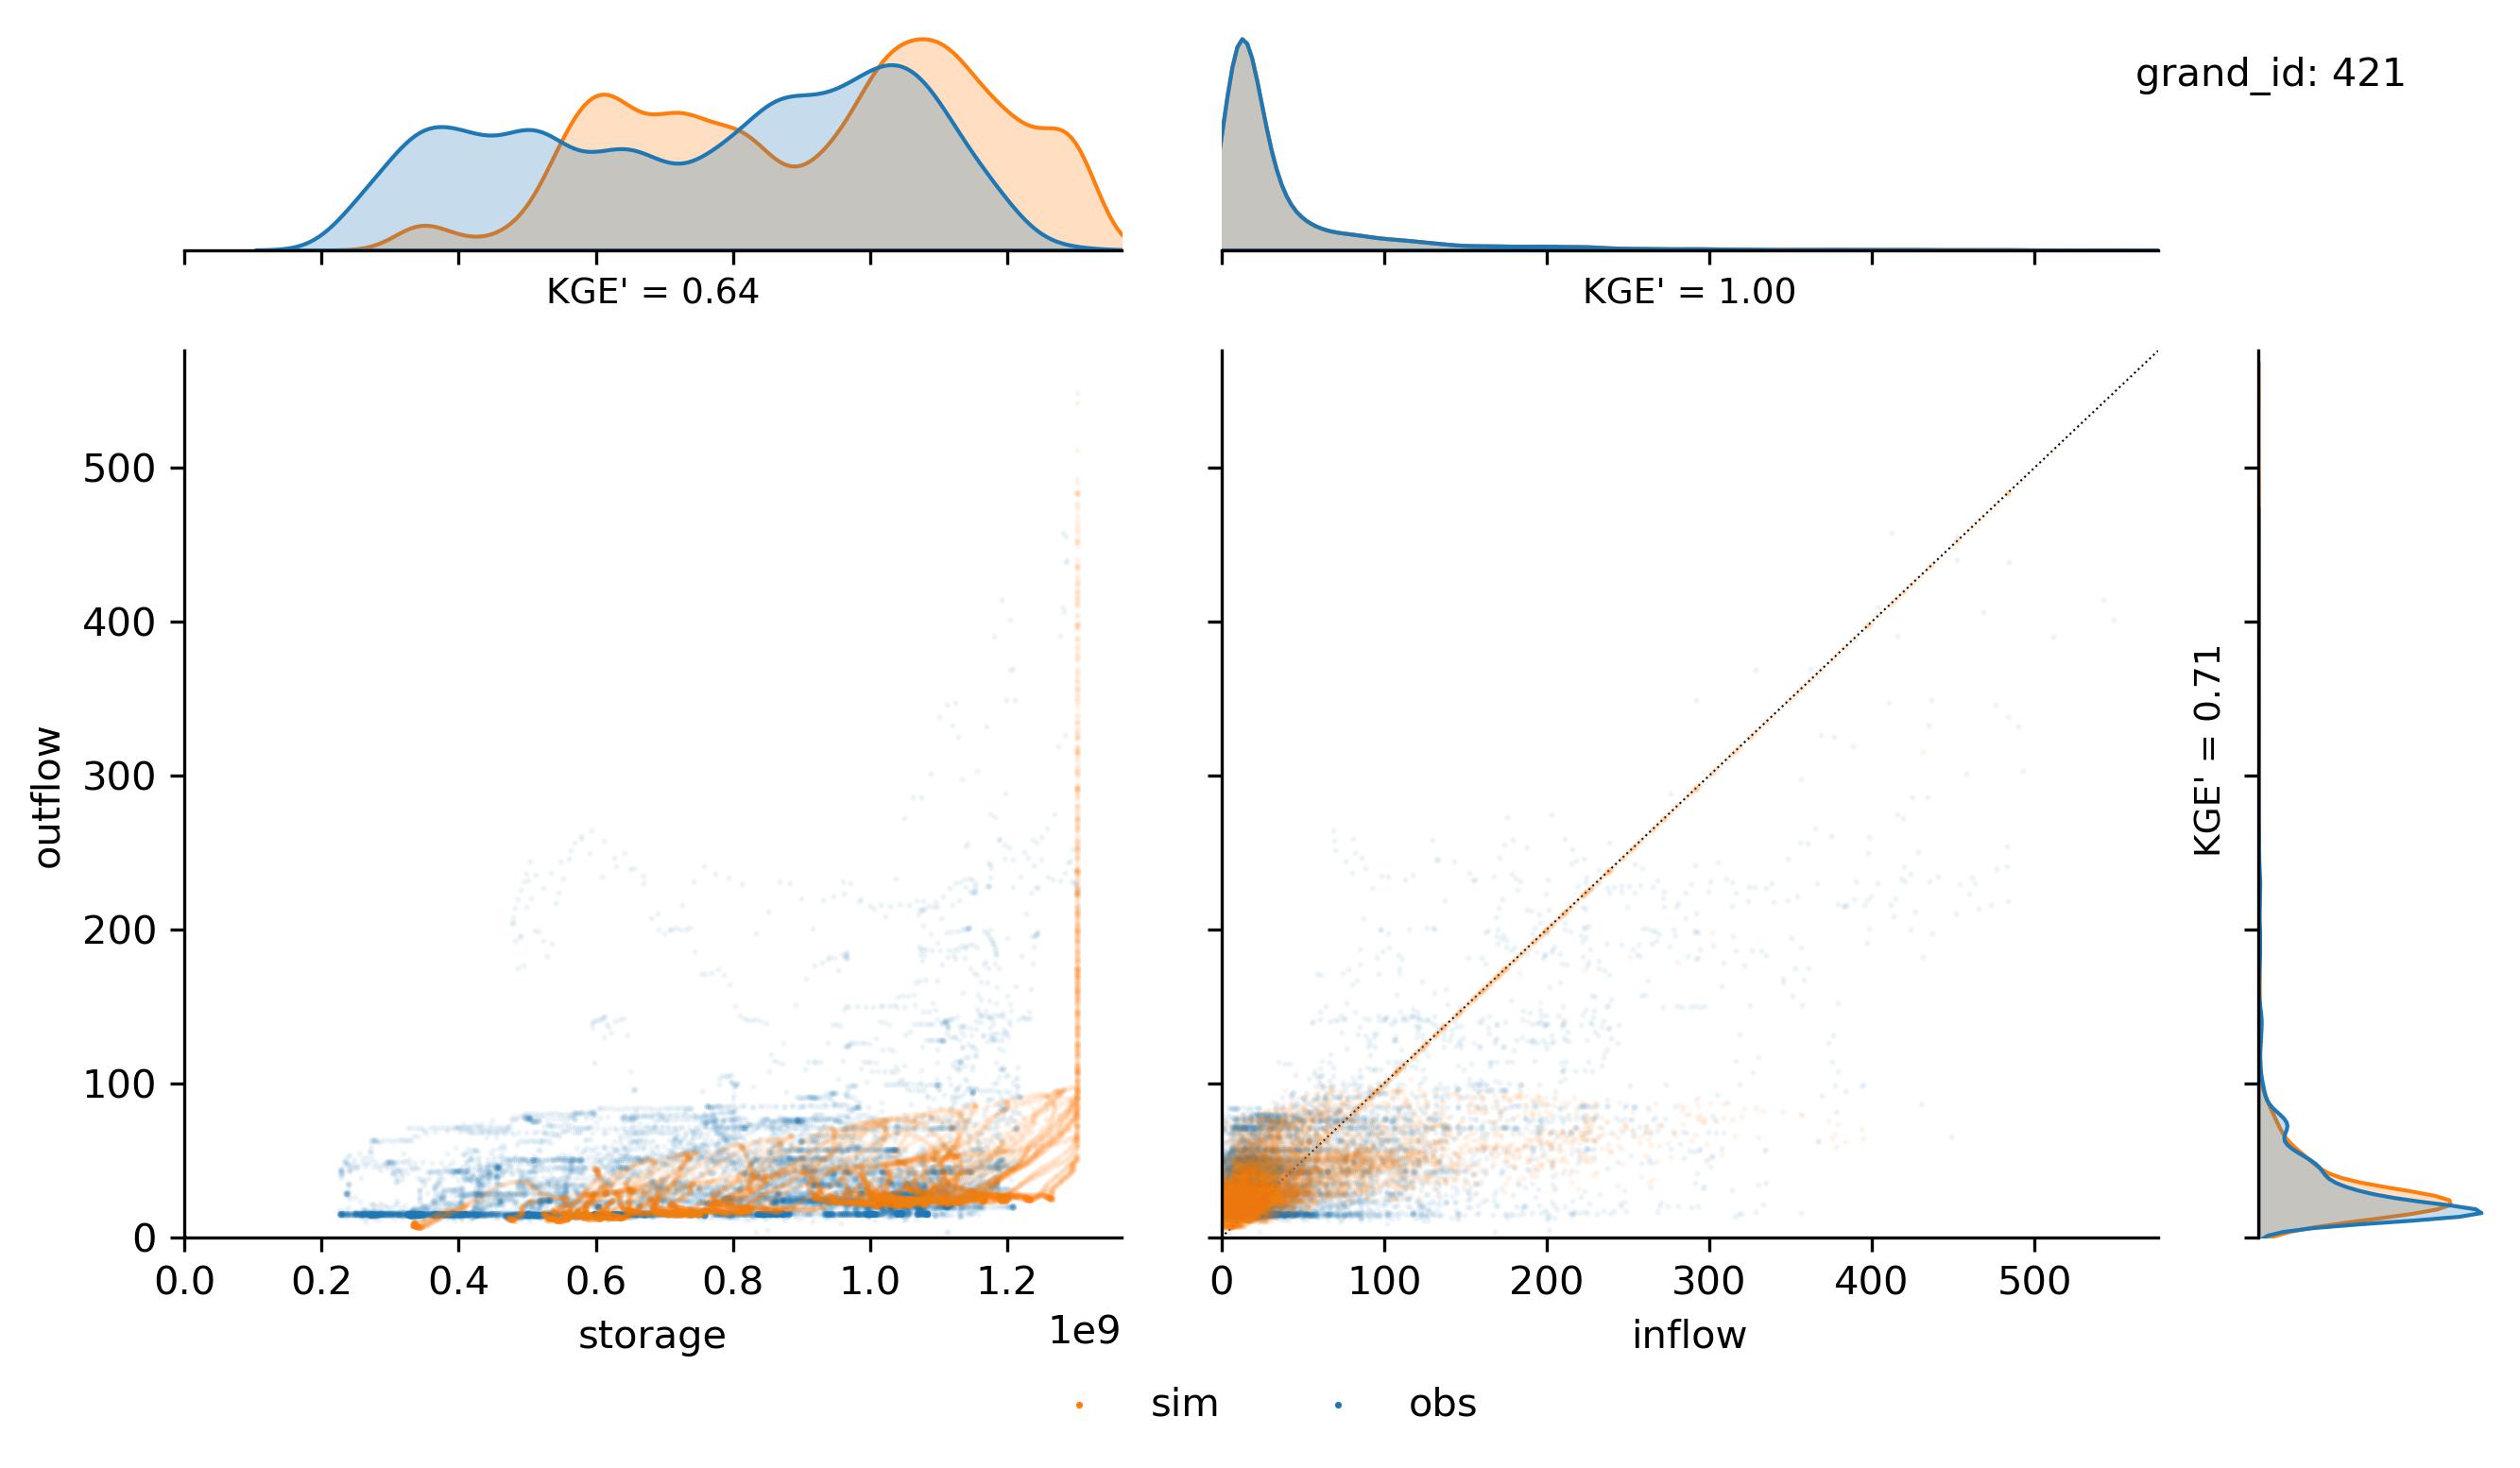 grand_id: 421
KGE' = 0.64
KGE' = 1.00
outflow
500
400
300
200
100
0
KGE' = 0.71
0.0 0.2 0.4 0.6 0.8 1.0 1.2
1e9
storage
0 100 200 300 400 500
inflow
sim obs